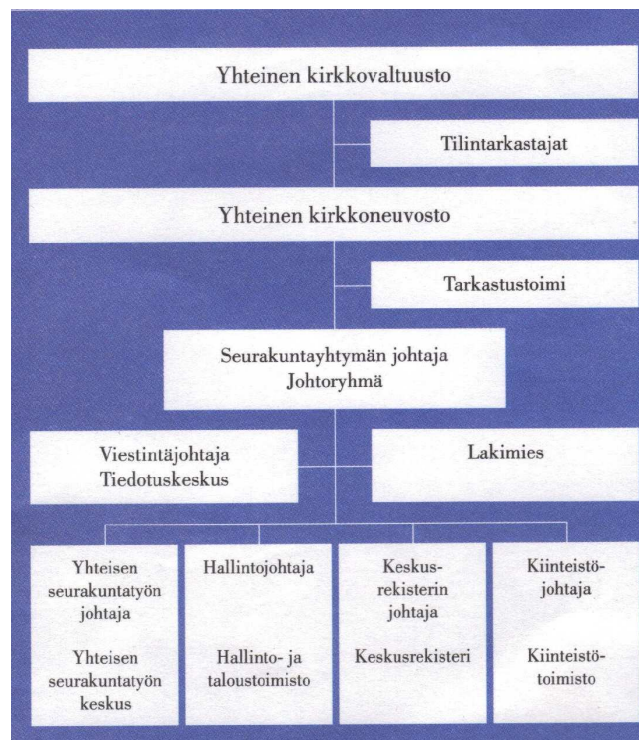 Yhteinen kirkkovaltuusto
Tilintarkastajat
Yhteinen kirkkoneuvosto
Tarkastustoimi
Seurakuntayhtymän johtaja
Johtoryhmä
Viestintäjohtaja
Tiedotuskeskus
Lakimies
Yhteisen
seurakuntatyön
johtaja
Yhteisen
seurakuntatyön
keskus
Hallintojohtaja
Hallinto- ja
taloustoimisto
Keskus-
rekisterin
johtaja
Keskusrekisteri
Kiinteistö-
johtaja
Kiinteistö-
toimisto